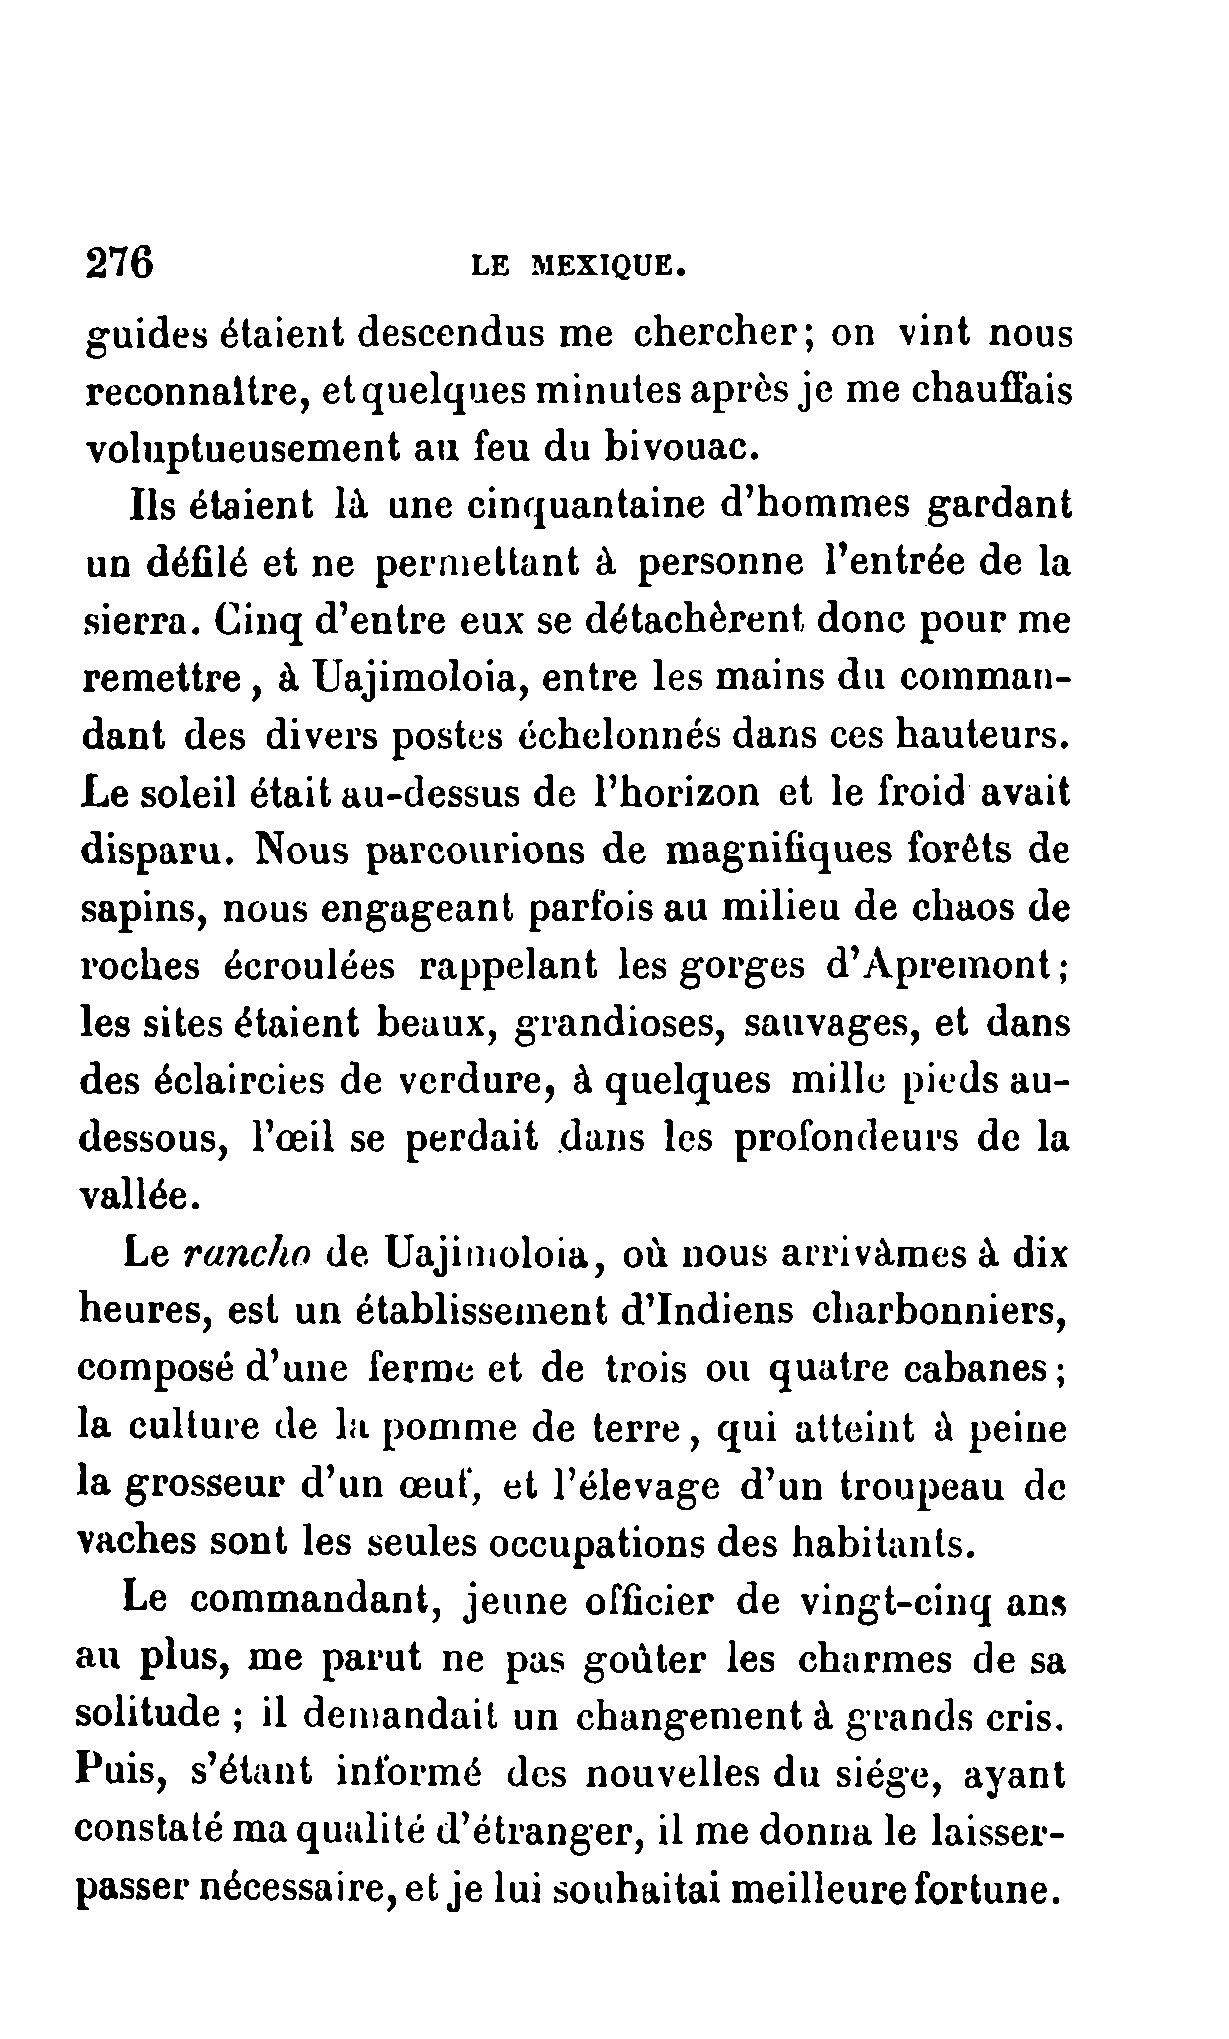 276 LE MEXIQUE.
guides étaient descendus me chercher; on vint nous
reconnaître, et quelques minutes après je me chauffais
voluptueusement au feu du bivouac.
Ils étaient là une cinquantaine d'hommes gardant
un défilé et ne permettant à personne l'entrée de la
sierra. Cinq d'entre eux se détachèrent donc pour me
remettre, à Uajimoloia, entre les mains du comman-
dant des divers postes échelonnés dans ces hauteurs.
Le soleil était au-dessus de l'horizon et le froid avait
disparu. Nous parcourions de magnifiques forêts de
sapins, nous engageant parfois au milieu de chaos de
roches écroulées rappelant les gorges d'Apremont;
les sites étaient beaux, grandioses, sauvages, et dans
des éclaircies de verdure, à quelques mille pieds au-
dessous, l'œil se perdait dans les profondeurs de la
vallée.
Le rancho de Uajimoloia, où nous arrivâmes à dix
heures, est un établissement d'Indiens charbonniers,
composé d'une ferme et de trois ou quatre cabanes;
la culture de la pomme de terre, qui atteint à peine
la grosseur d'un œuf, et l'élevage d'un troupeau de
vaches sont les seules occupations des habitants.
Le commandant, jeune officier de vingt-cinq ans
au plus, me parut ne pas goûter les charmes de sa
solitude; il demandait un changement à grands cris.
Puis, s'étant informé des nouvelles du siége, ayant
constaté ma qualité d'étranger, il me donna le laisser-
passer nécessaire, et je lui souhaitai meilleure fortune.